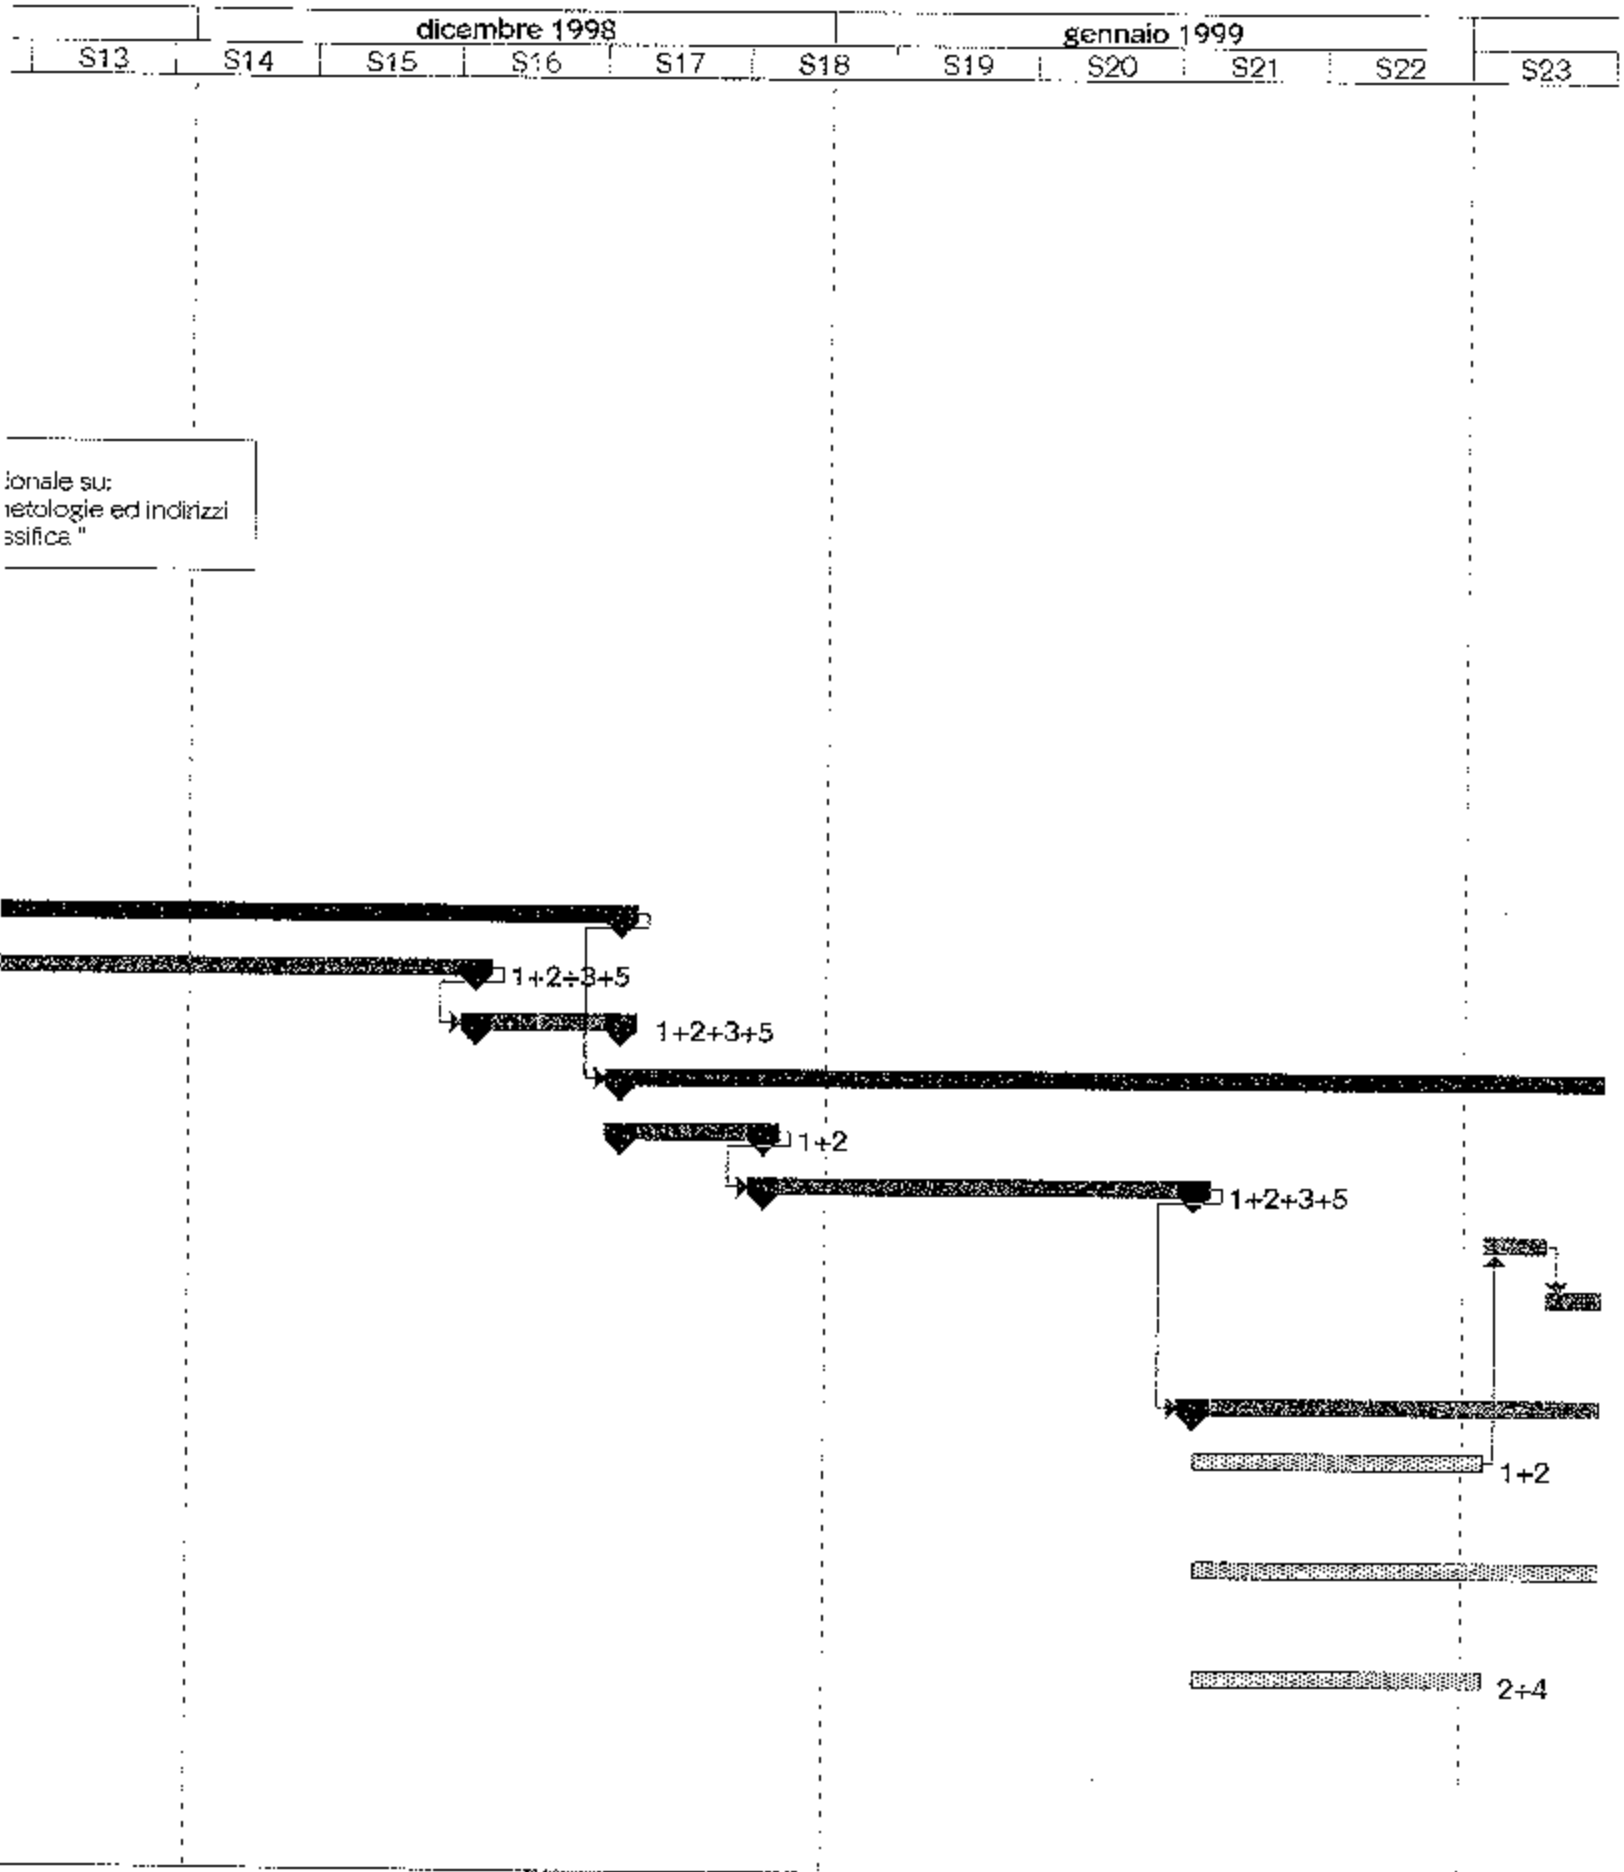 dicembre 1998 gennaio 1999
S13 S14 S15 S16 S17 S18 S19 S20 S21 S22 S23
ionale su:
netologie ed indirizzi
ssifica "
1+2+3+5
1+2+3+5
1+2
1+2+3+5
1+2
2+4